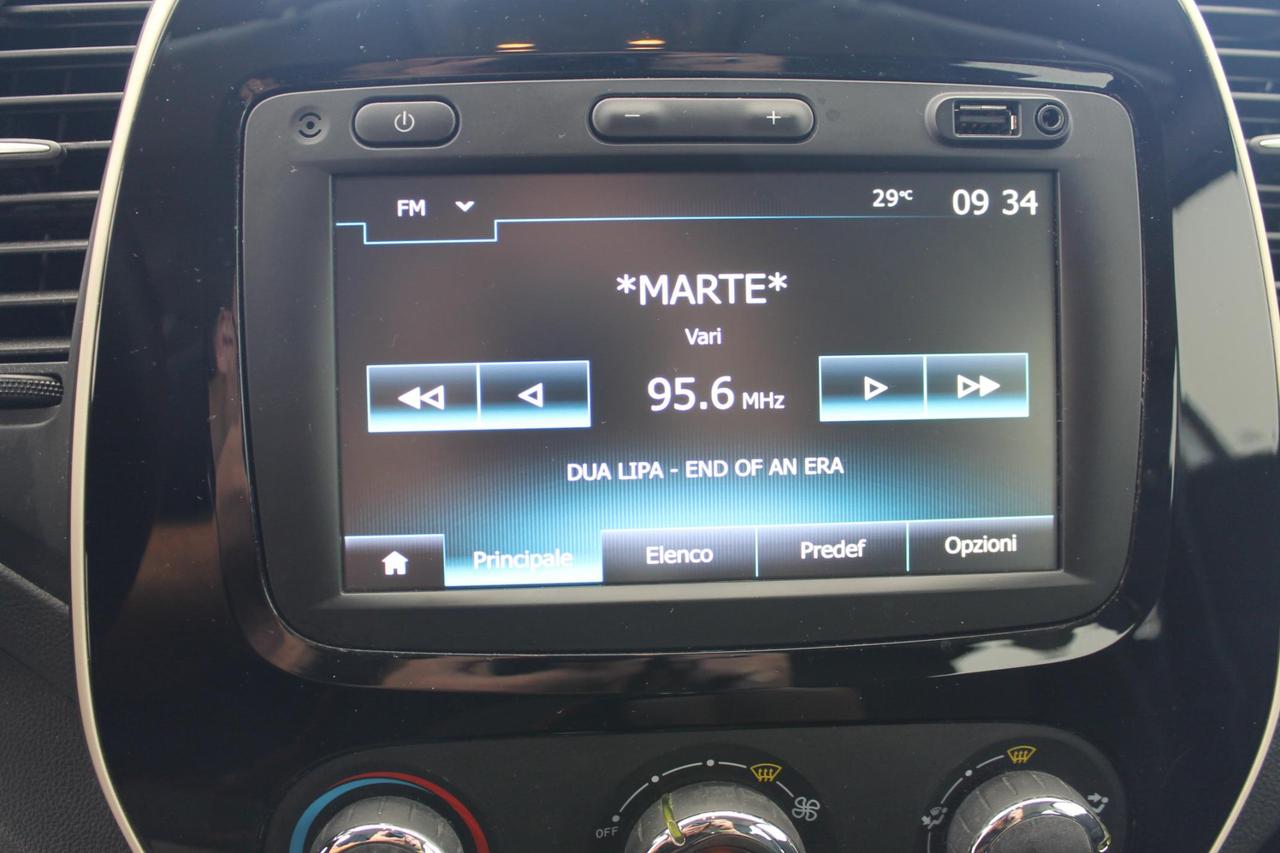 FM 29°C 09 34
*MARTE*
Vari
95.6 MHz
DUA LIPA - END OF AN ERA
Principale Elenco Predef Opzioni
OFF